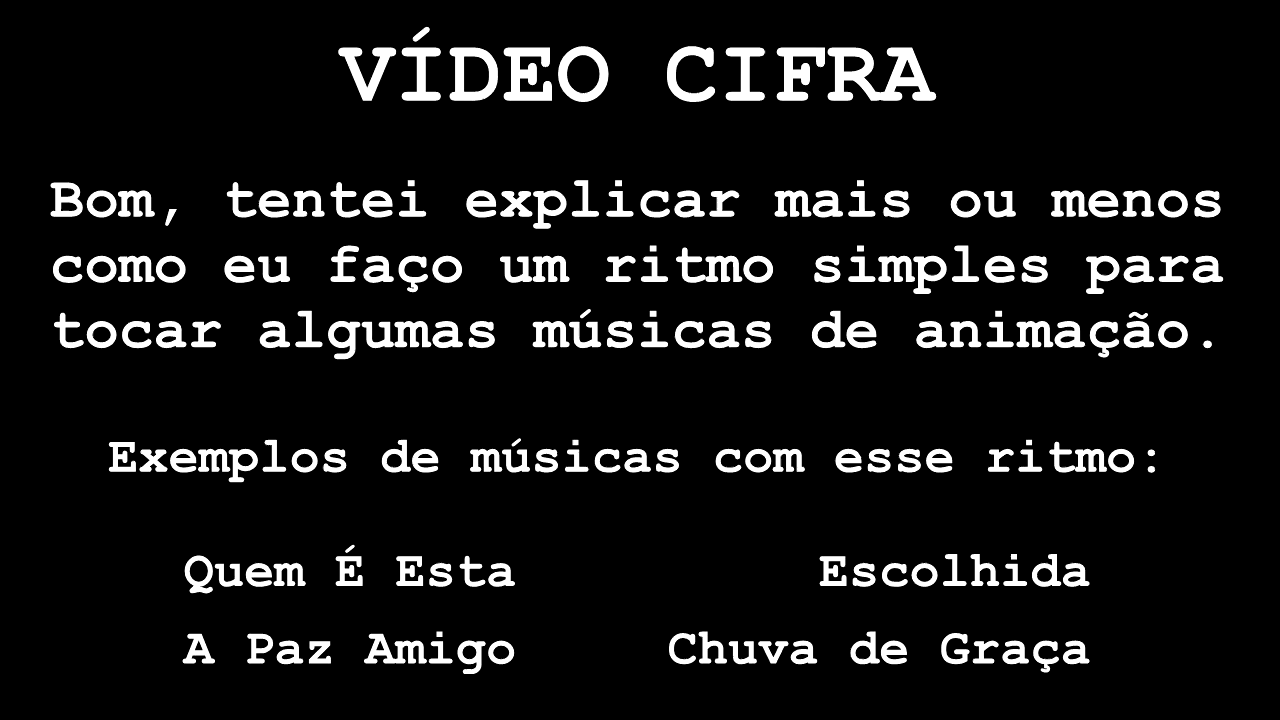 VÍDEO CIFRA
Bom, tentei explicar mais ou menos
como eu faço um ritmo simples para
tocar algumas músicas de animação.
Exemplos de músicas com esse ritmo:
Quem É Esta Escolhida
A Paz Amigo Chuva de Graça